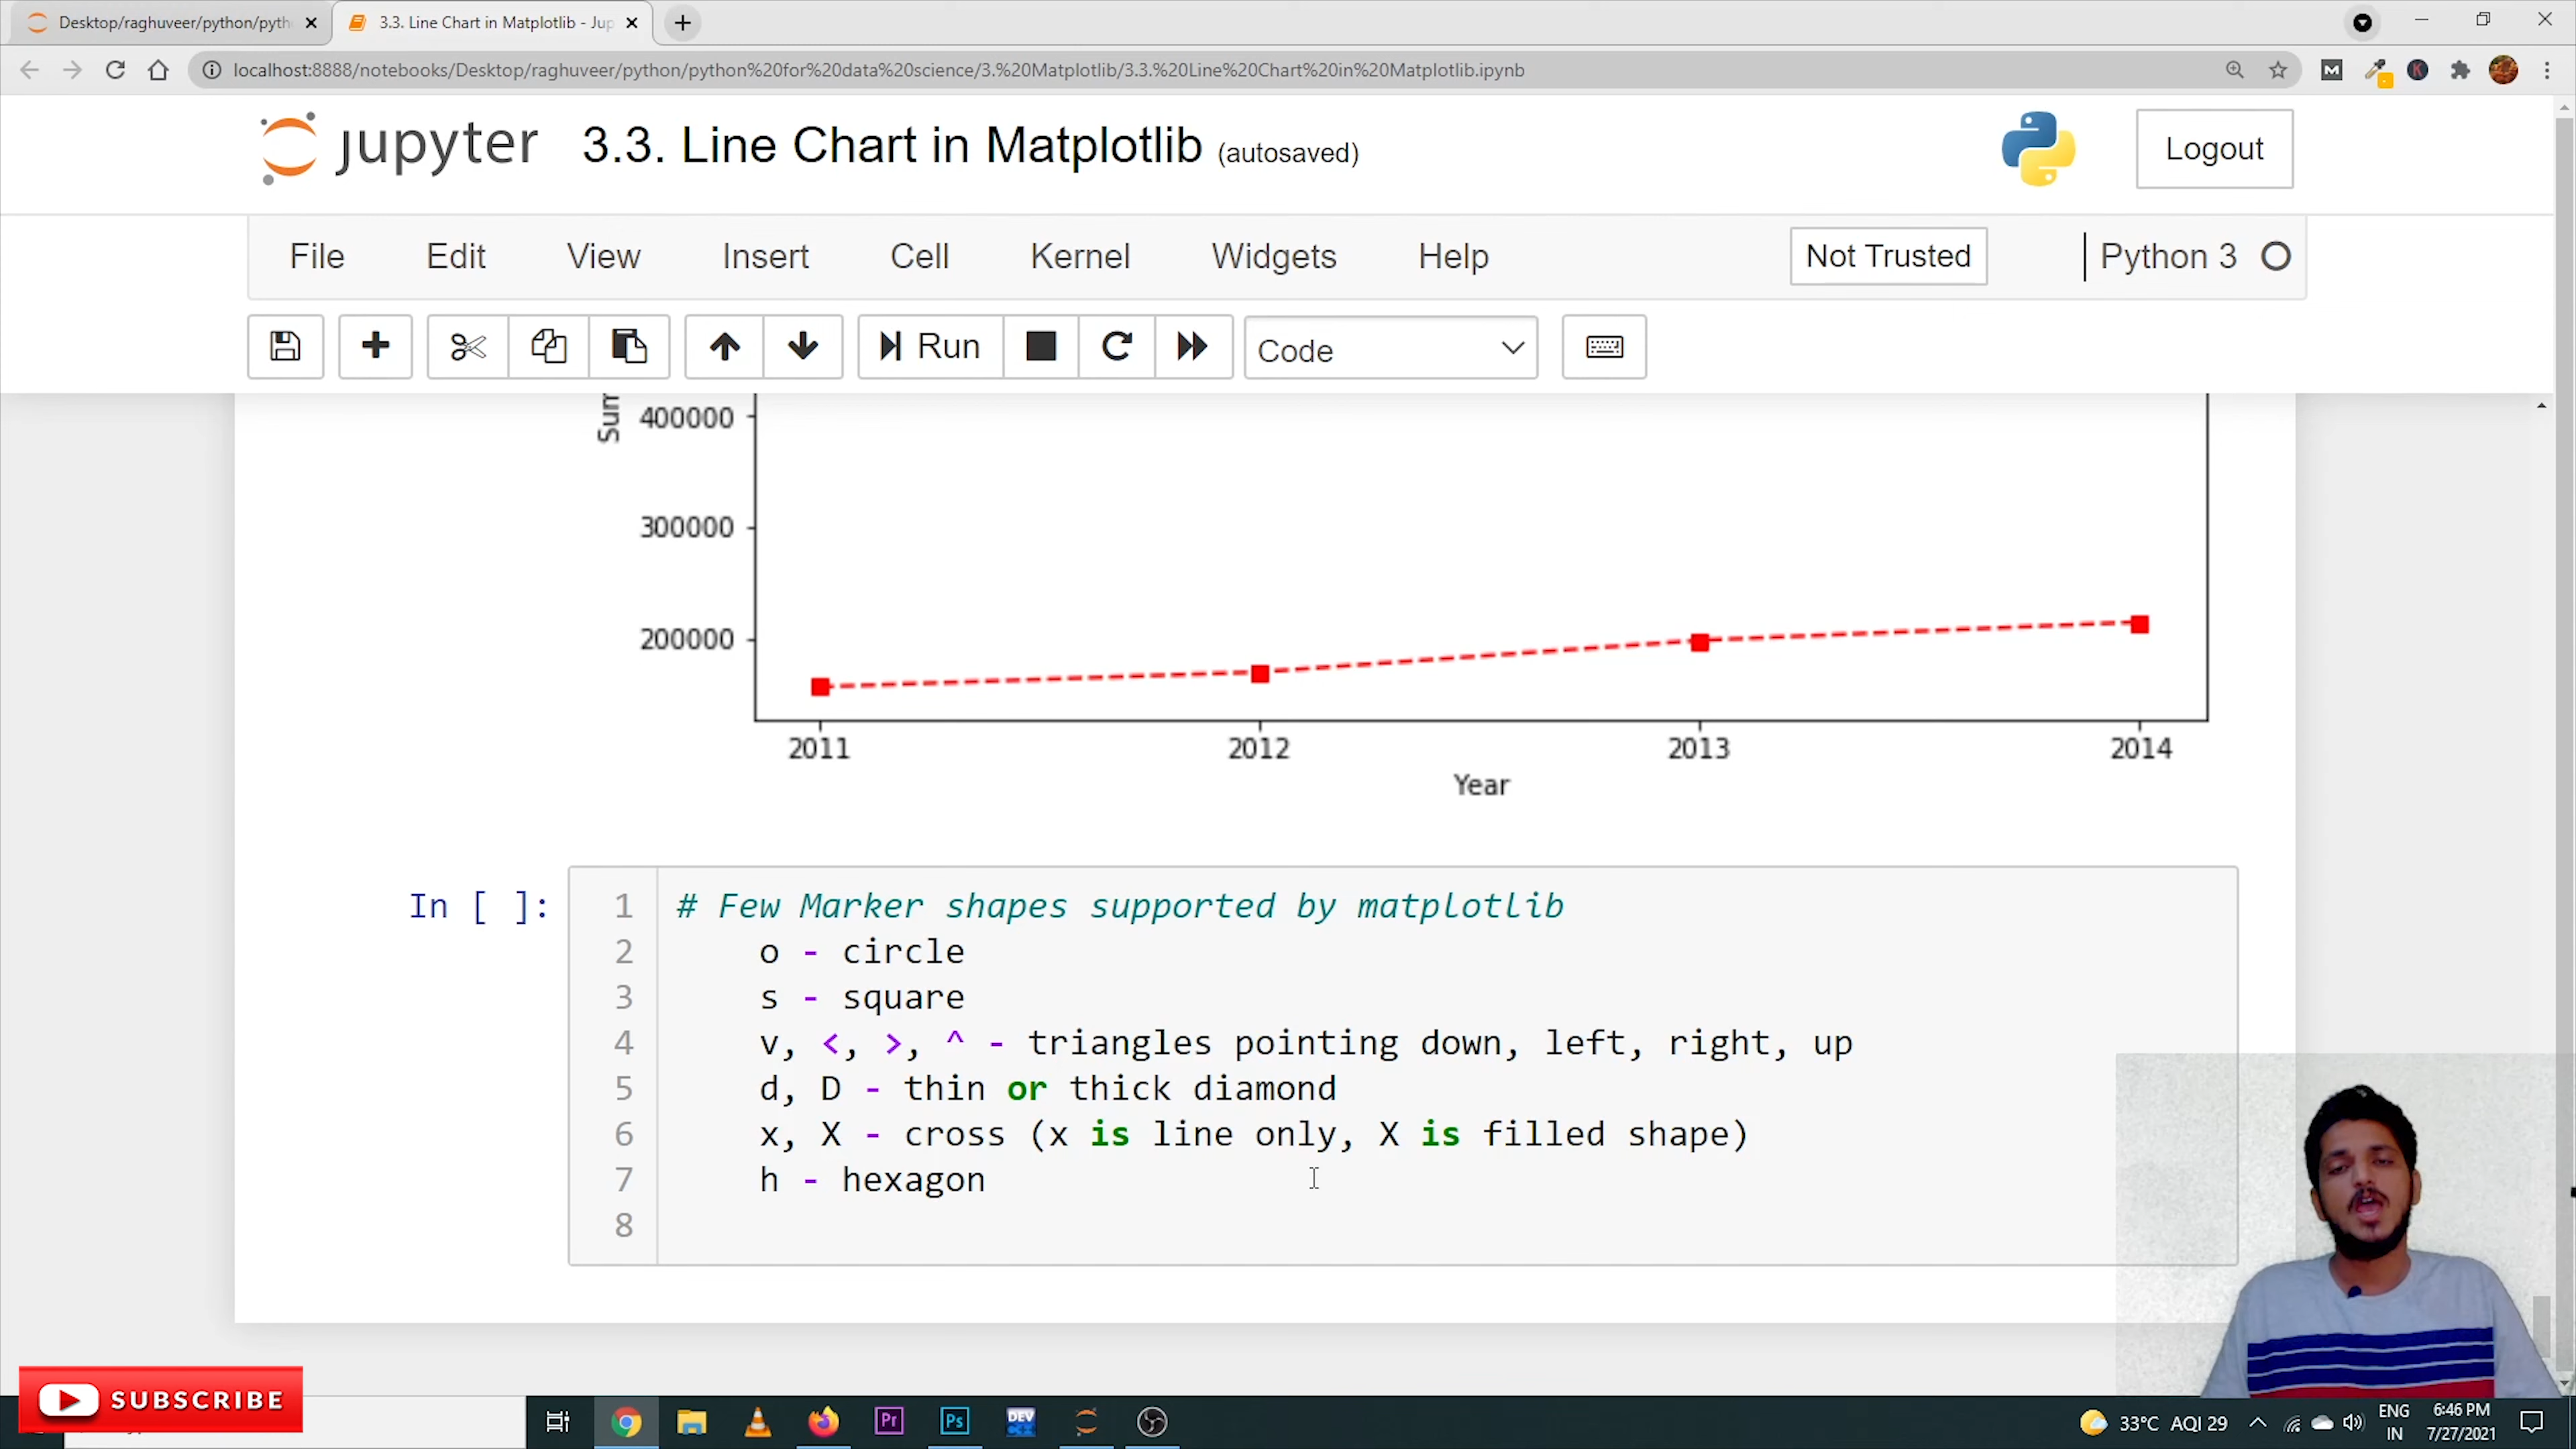 Desktop/raghuveer/python/pyth
3.3. Line Chart in Matplotlib - Jup
localhost:8888/notebooks/Desktop/raghuveer/python/python%20for%20data%20science/3.%20Matplotlib/3.3.%20Line%20Chart%20in%20Matplotlib.ipynb
jupyter 3.3. Line Chart in Matplotlib (autosaved)
Logout
File Edit View Insert Cell Kernel Widgets Help Not Trusted Python 3
Run Code
Sum
400000
300000
200000
2011 2012 2013 2014
Year
In [ ]:
1 # Few Marker shapes supported by matplotlib
2 o - circle
3 s - square
4 v, <, >, ^ - triangles pointing down, left, right, up
5 d, D - thin or thick diamond
6 x, X - cross (x is line only, X is filled shape)
7 h - hexagon
8
SUBSCRIBE
Pr Ps DEV
33°C AQI 29
ENG
IN
6:46 PM
7/27/2021